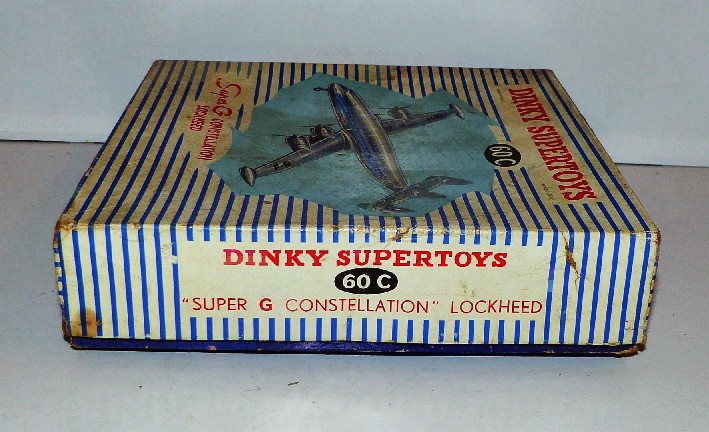 Super G CONSTELLATION
LOCKHEED
DINKY SUPERTOYS
60 C
DINKY SUPERTOYS
60 C
"SUPER G CONSTELLATION" LOCKHEED